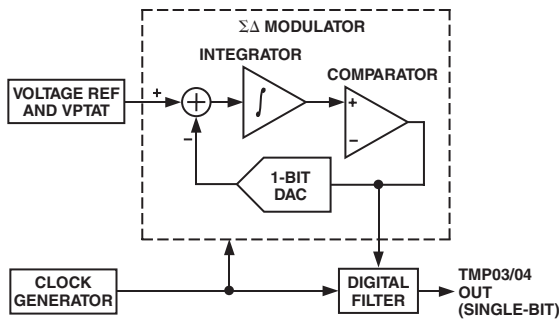 ΣΔ MODULATOR
INTEGRATOR
COMPARATOR
VOLTAGE REF
AND VPTAT
+
+
∫
+
−
−
1-BIT
DAC
CLOCK
GENERATOR
DIGITAL
FILTER
TMP03/04
OUT
(SINGLE-BIT)